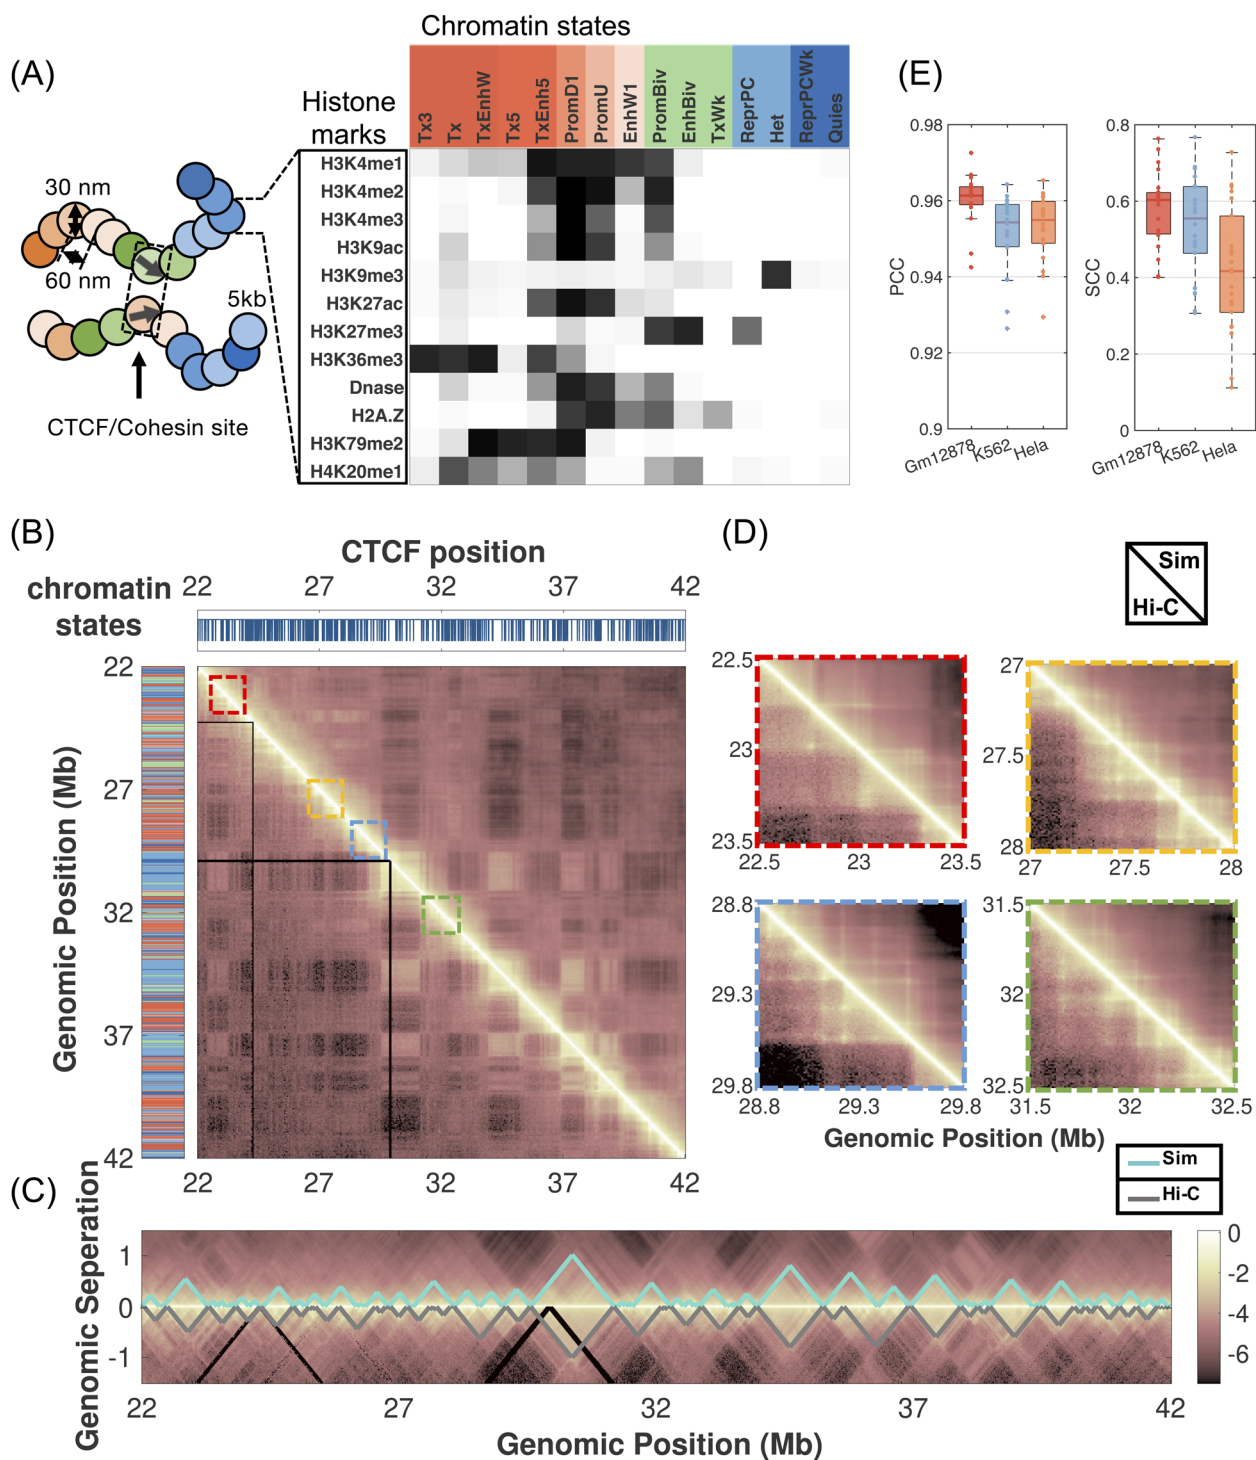 (A)
Chromatin states
Histone
marks
Tx3
Tx
TxEnhW
Tx5
TxEnh5
PromD1
PromU
EnhW1
PromBiv
EnhBiv
TxWk
ReprPC
Het
ReprPCWk
Quies
H3K4me1
H3K4me2
H3K4me3
H3K9ac
H3K9me3
H3K27ac
H3K27me3
H3K36me3
Dnase
H2A.Z
H3K79me2
H4K20me1
30 nm
60 nm
5kb
CTCF/Cohesin site
(E)
PCC
0.98
0.96
0.94
0.92
0.9
Gm12878
K562
Hela
SCC
0.8
0.6
0.4
0.2
0
Gm12878
K562
Hela
(B)
CTCF position
chromatin
states
22 27 32 37 42
Genomic Position (Mb)
22
27
32
37
42
22 27 32 37 42
(D)
Sim
Hi-C
22.5
23
23.5
22.5 23 23.5
27
27.5
28
27 27.5 28
28.8
29.3
29.8
28.8 29.3 29.8
31.5
32
32.5
31.5 32 32.5
Genomic Position (Mb)
(C)
Sim
Hi-C
Genomic Seperation
1
0
-1
22 27 32 37 42
Genomic Position (Mb)
0
-2
-4
-6